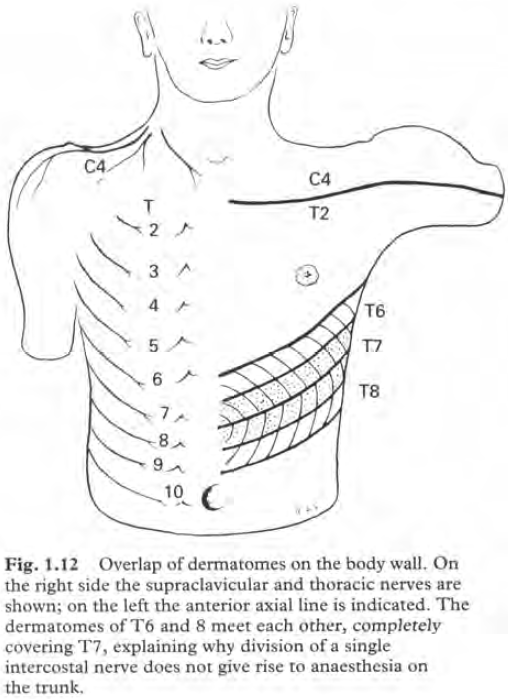 C4
C4
T
T2
2
3
4
T6
5
T7
6
T8
7
8
9
10
Fig. 1.12 Overlap of dermatomes on the body wall. On
the right side the supraclavicular and thoracic nerves are
shown; on the left the anterior axial line is indicated. The
dermatomes of T6 and 8 meet each other, completely
covering T7, explaining why division of a single
intercostal nerve does not give rise to anaesthesia on
the trunk.